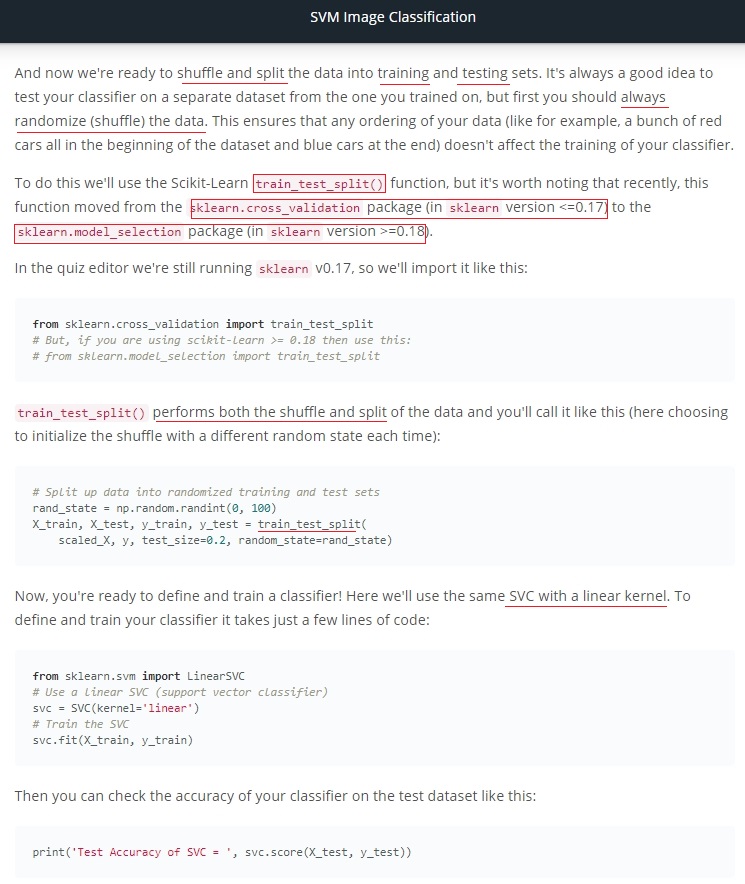 SVM Image Classification
And now we're ready to shuffle and split the data into training and testing sets. It's always a good idea to
test your classifier on a separate dataset from the one you trained on, but first you should always
randomize (shuffle) the data. This ensures that any ordering of your data (like for example, a bunch of red
cars all in the beginning of the dataset and blue cars at the end) doesn't affect the training of your classifier.
To do this we'll use the Scikit-Learn train_test_split() function, but it's worth noting that recently, this
function moved from the sklearn.cross_validation package (in sklearn version <=0.17) to the
sklearn.model_selection package (in sklearn version >=0.18).
In the quiz editor we're still running sklearn v0.17, so we'll import it like this:
from sklearn.cross_validation import train_test_split
# But, if you are using scikit-learn >= 0.18 then use this:
# from sklearn.model_selection import train_test_split
train_test_split() performs both the shuffle and split of the data and you'll call it like this (here choosing
to initialize the shuffle with a different random state each time):
# Split up data into randomized training and test sets
rand_state = np.random.randint(0, 100)
X_train, X_test, y_train, y_test = train_test_split(
    scaled_X, y, test_size=0.2, random_state=rand_state)
Now, you're ready to define and train a classifier! Here we'll use the same SVC with a linear kernel. To
define and train your classifier it takes just a few lines of code:
from sklearn.svm import LinearSVC
# Use a linear SVC (support vector classifier)
svc = SVC(kernel='linear')
# Train the SVC
svc.fit(X_train, y_train)
Then you can check the accuracy of your classifier on the test dataset like this:
print('Test Accuracy of SVC = ', svc.score(X_test, y_test))